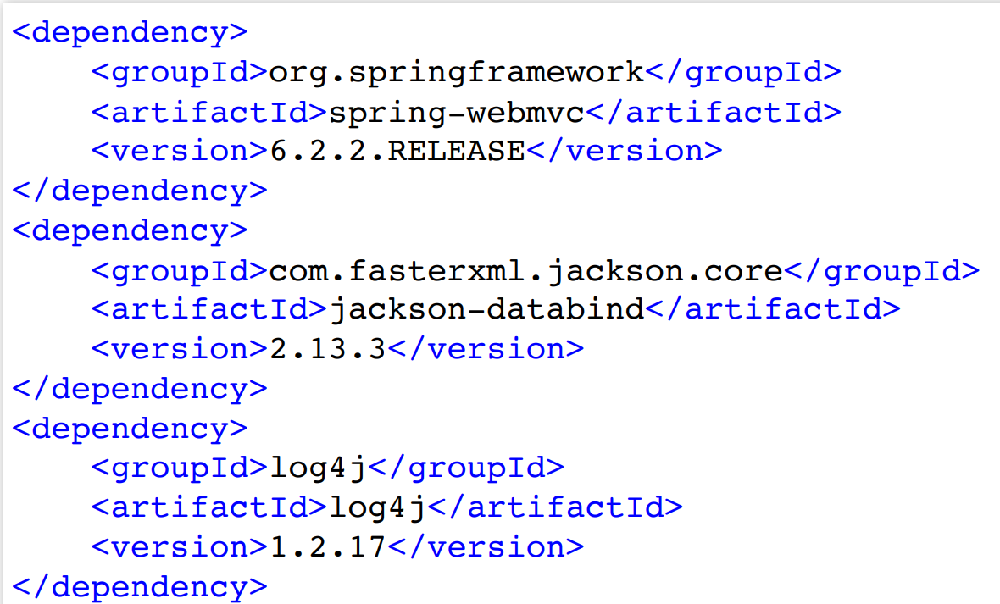 <dependency>
    <groupId>org.springframework</groupId>
    <artifactId>spring-webmvc</artifactId>
    <version>6.2.2.RELEASE</version>
</dependency>
<dependency>
    <groupId>com.fasterxml.jackson.core</groupId>
    <artifactId>jackson-databind</artifactId>
    <version>2.13.3</version>
</dependency>
<dependency>
    <groupId>log4j</groupId>
    <artifactId>log4j</artifactId>
    <version>1.2.17</version>
</dependency>